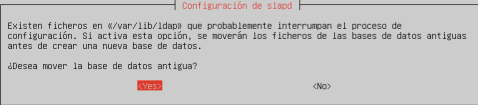 Configuración de slapd
Existen ficheros en «/var/lib/ldap» que probablemente interrumpan el proceso de
configuración. Si activa esta opción, se moverán los ficheros de las bases de datos antiguas
antes de crear una nueva base de datos.
¿Desea mover la base de datos antigua?
<Yes> <No>